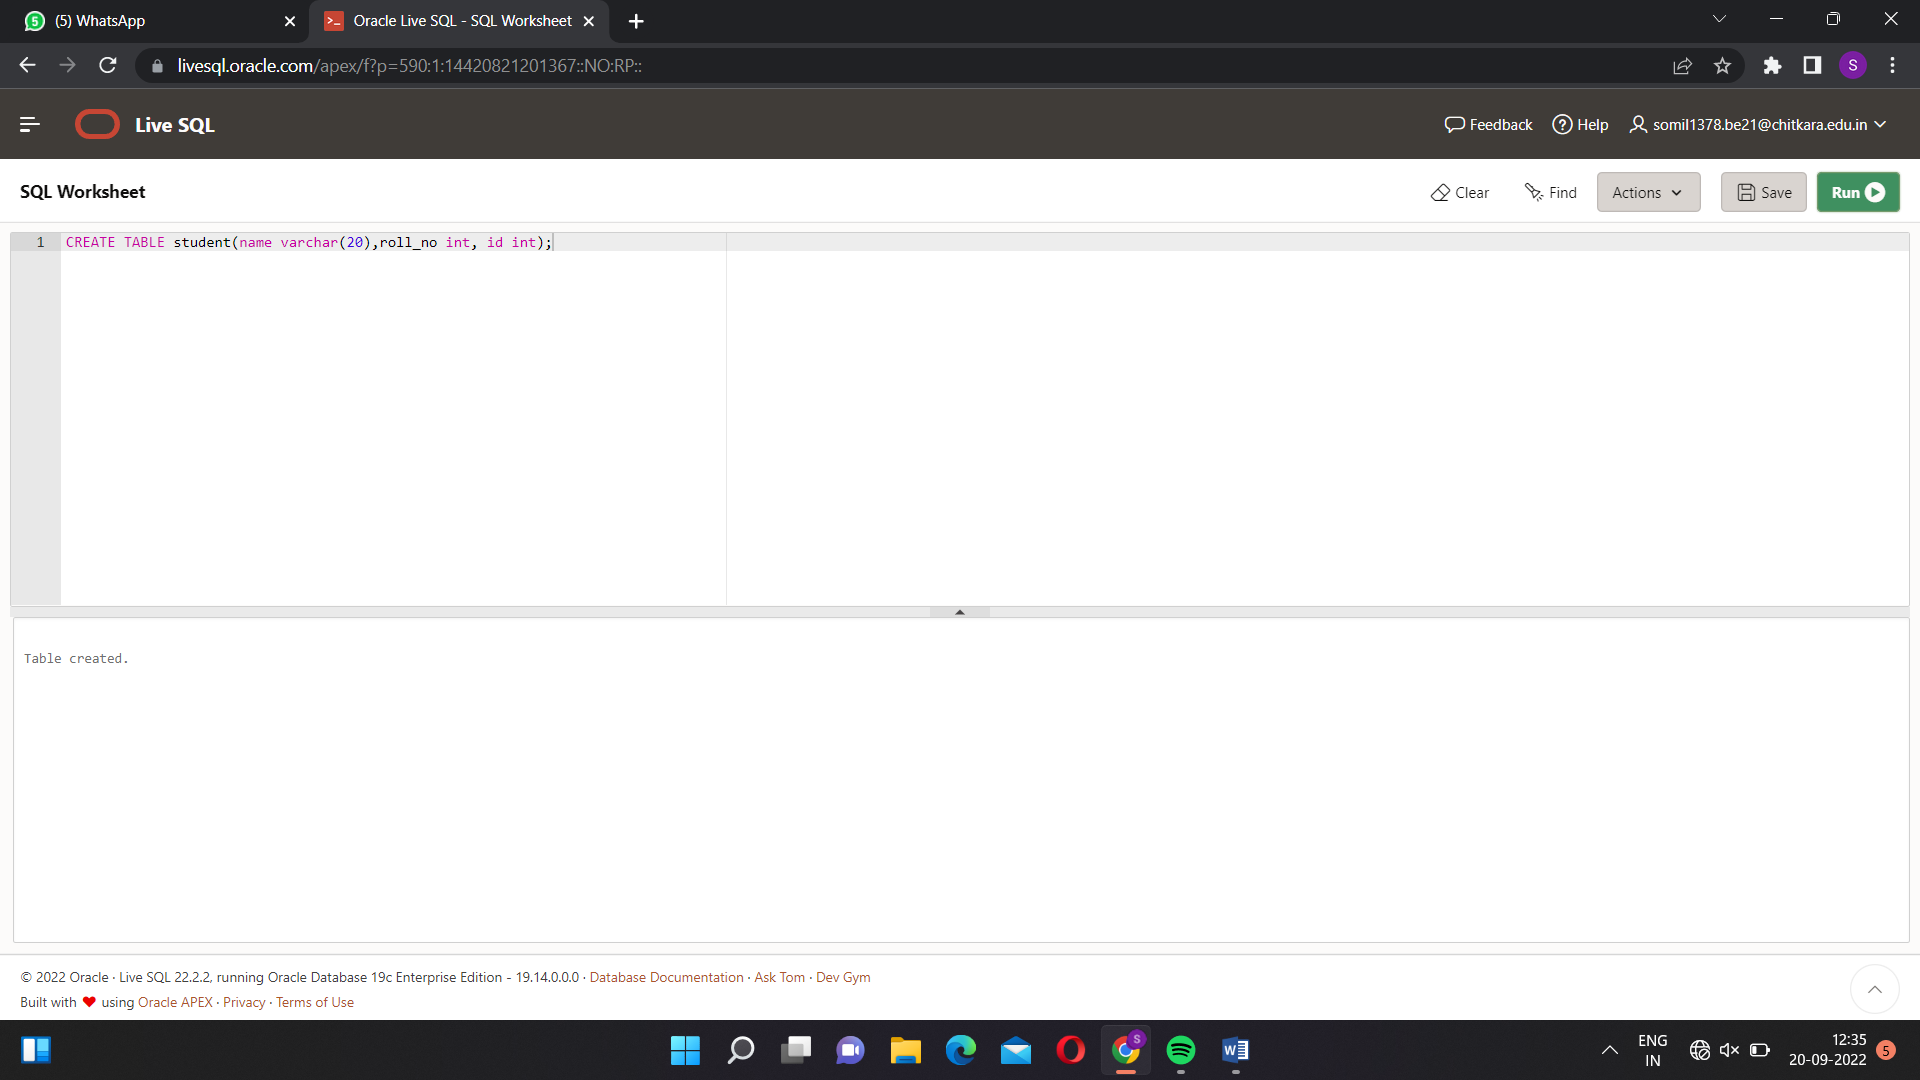 (5) WhatsApp
Oracle Live SQL - SQL Worksheet
livesql.oracle.com/apex/f?p=590:1:14420821201367::NO:RP::
S
Live SQL
Feedback
Help
somil1378.be21@chitkara.edu.in
SQL Worksheet
Clear
Find
Actions
Save
Run
1 CREATE TABLE student(name varchar(20),roll_no int, id int);
Table created.
© 2022 Oracle · Live SQL 22.2.2, running Oracle Database 19c Enterprise Edition - 19.14.0.0.0 · Database Documentation · Ask Tom · Dev Gym
Built with ❤ using Oracle APEX · Privacy · Terms of Use
ENG
IN
12:35
20-09-2022
5